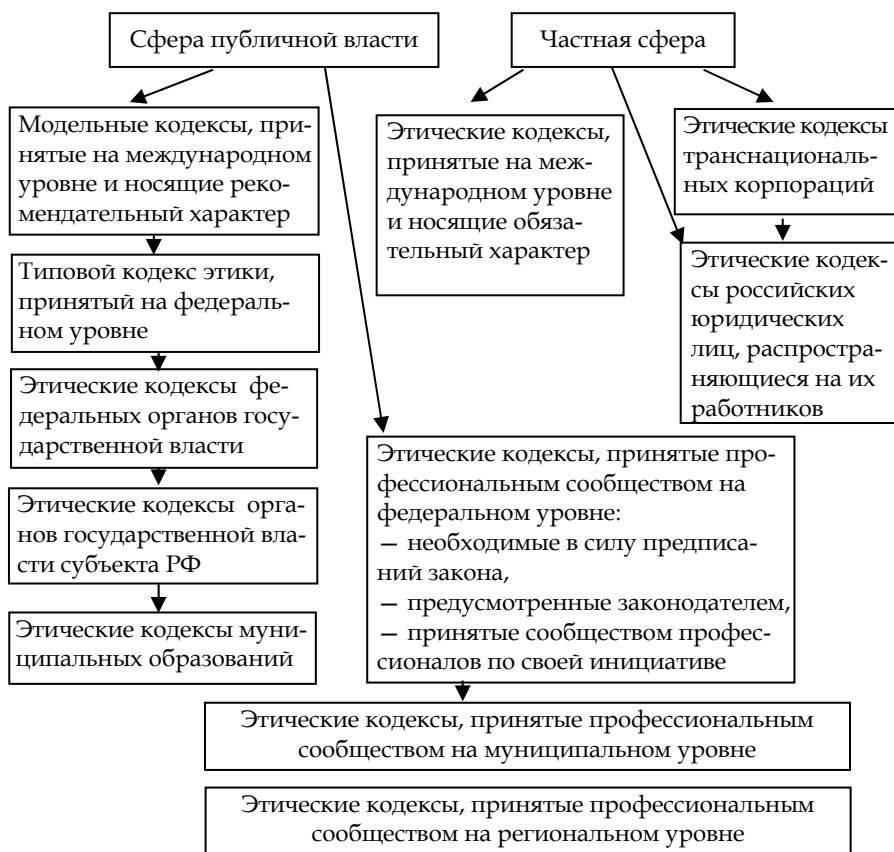 Сфера публичной власти
Частная сфера
Модельные кодексы, при-
нятые на международном
уровне и носящие реко-
мендательный характер
Этические кодексы,
принятые на меж-
дународном уровне
и носящие обяза-
тельный характер
Этические кодексы
транснациональ-
ных корпораций
Типовой кодекс этики,
принятый на федераль-
ном уровне
Этические кодек-
сы российских
юридических
лиц, распростра-
няющиеся на их
работников
Этические кодексы фе-
деральных органов госу-
дарственной власти
Этические кодексы, принятые про-
фессиональным сообществом на
федеральном уровне:
— необходимые в силу предписа-
ний закона,
— предусмотренные законодателем,
— принятые сообществом профес-
сионалов по своей инициативе
Этические кодексы орга-
нов государственной вла-
сти субъекта РФ
Этические кодексы муни-
ципальных образований
Этические кодексы, принятые профессиональным
сообществом на муниципальном уровне
Этические кодексы, принятые профессиональным
сообществом на региональном уровне